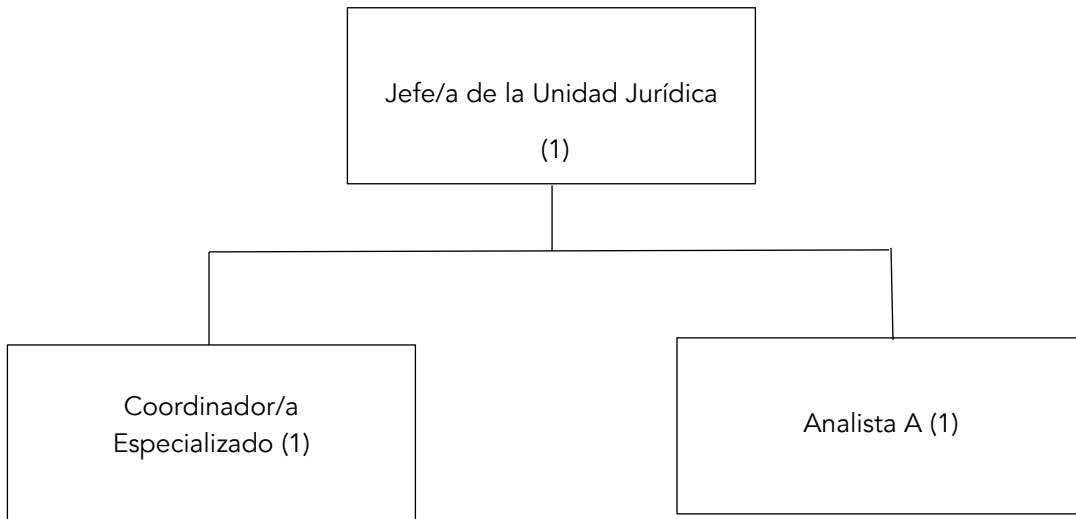 Jefe/a de la Unidad Jurídica
(1)
Coordinador/a
Especializado (1)
Analista A (1)